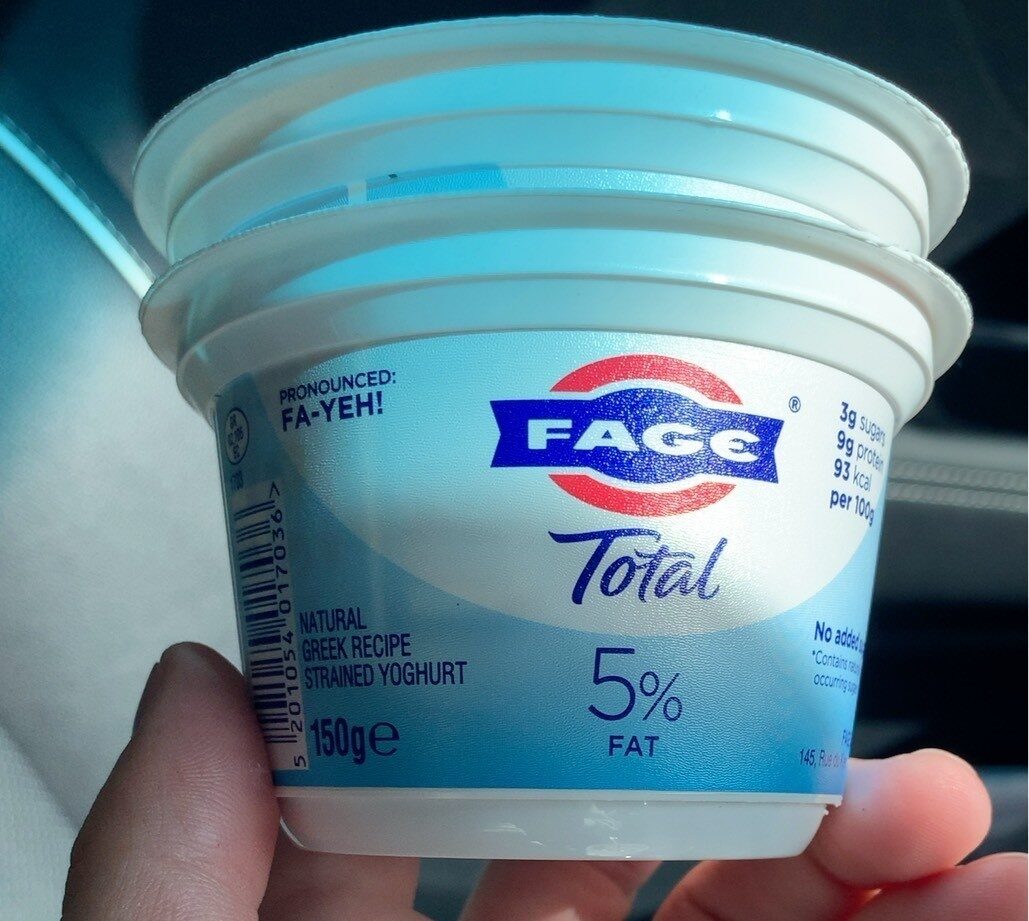 PRONOUNCED:
FA-YEH!
FAGE
®
Total
3g sugars
9g protein
93 kcal
per 100g
NATURAL
GREEK RECIPE
STRAINED YOGHURT
150g e
5%
FAT
No added
*Contains
occurring
145, Rue
5 201054 017036 >